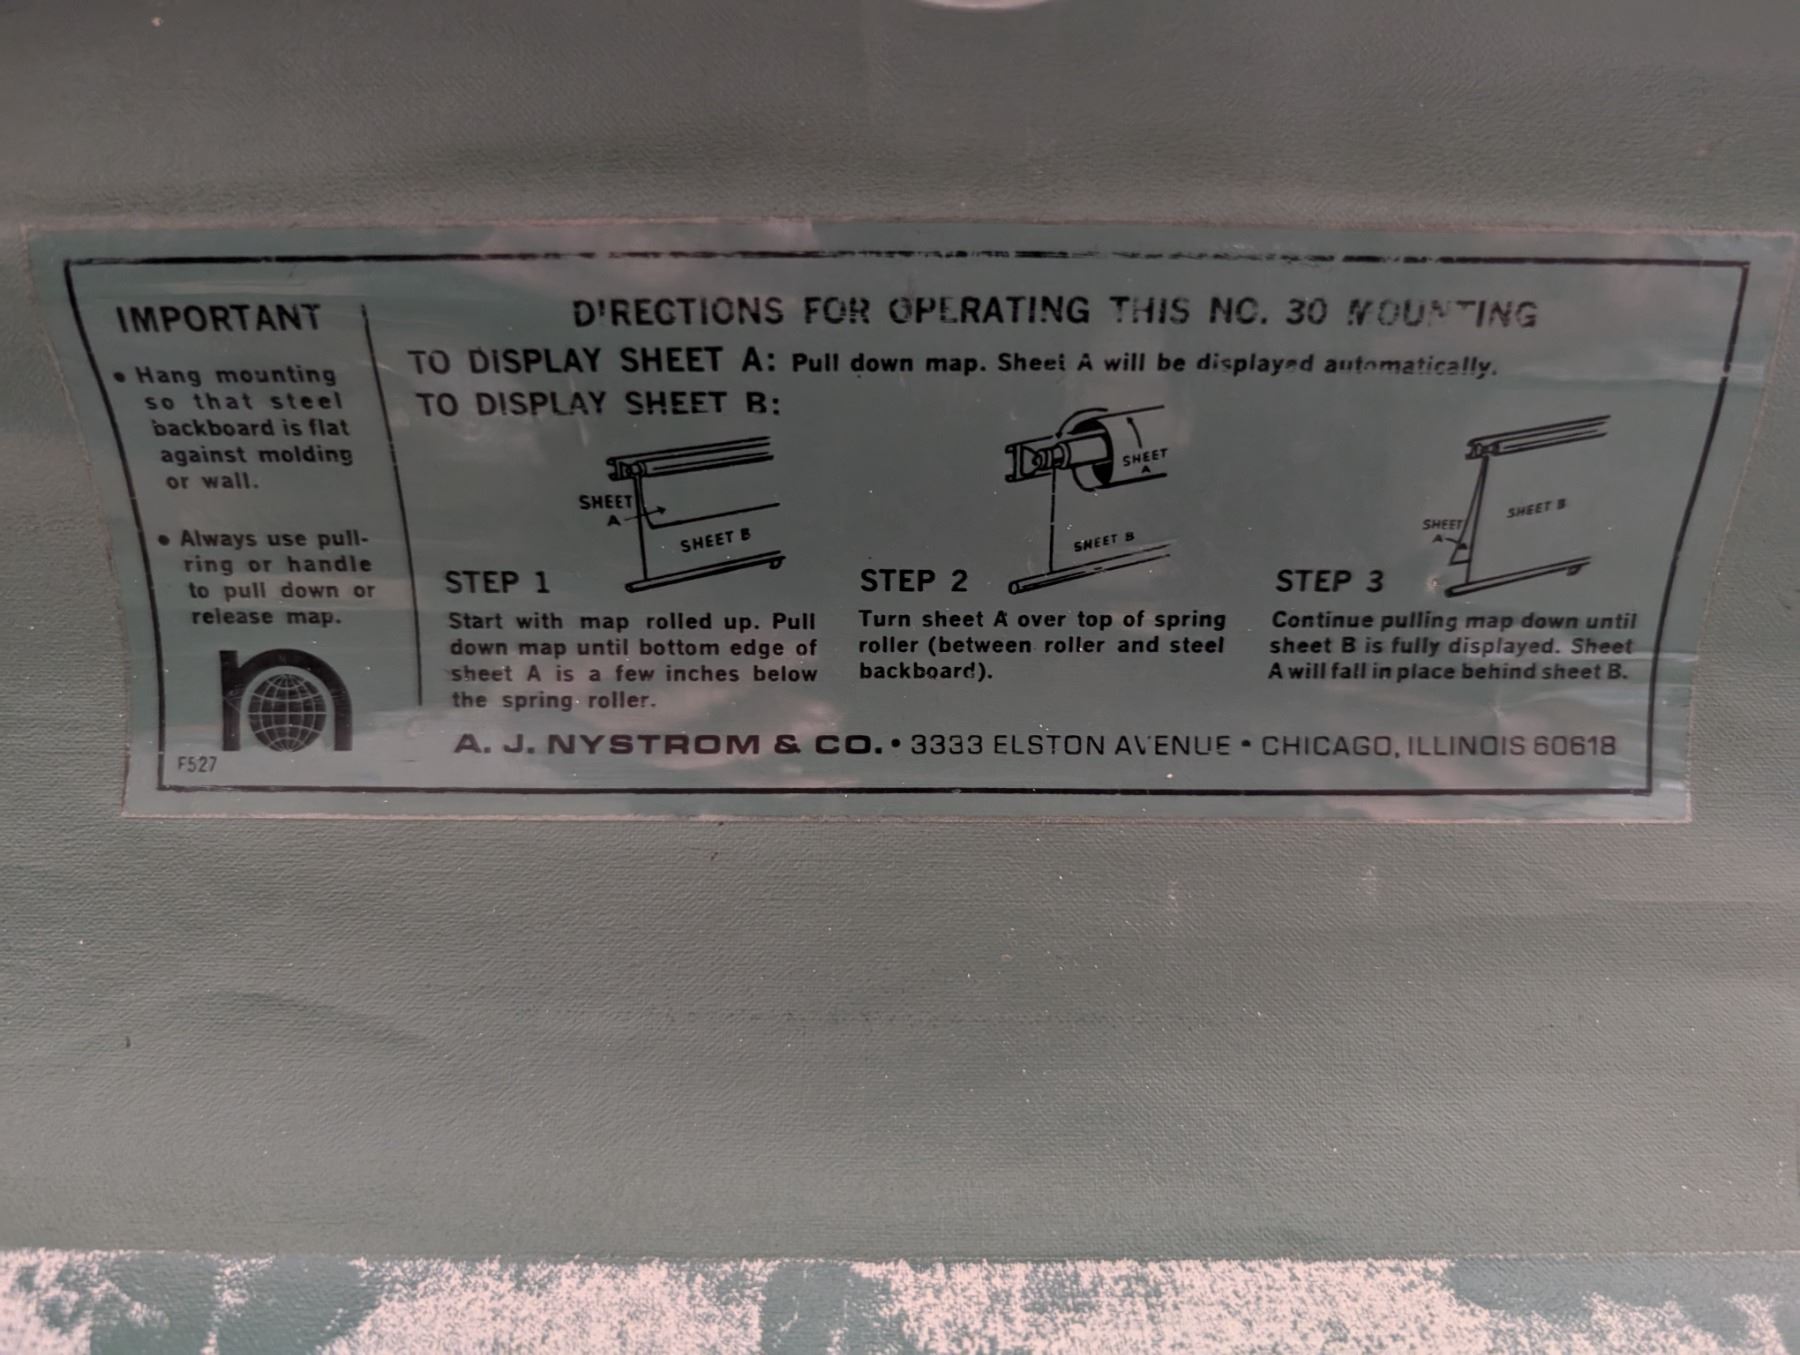 IMPORTANT
• Hang mounting
so that steel
backboard is flat
against molding
or wall.
• Always use pull-
ring or handle
to pull down or
release map.
F527
DIRECTIONS FOR OPERATING THIS NO. 30 MOUNTING
TO DISPLAY SHEET A: Pull down map. Sheet A will be displayed automatically.
TO DISPLAY SHEET B:
SHEET
A
SHEET B
STEP 1
Start with map rolled up. Pull
down map until bottom edge of
sheet A is a few inches below
the spring roller.
SHEET
A
SHEET B
STEP 2
Turn sheet A over top of spring
roller (between roller and steel
backboard).
SHEET
A
SHEET B
STEP 3
Continue pulling map down until
sheet B is fully displayed. Sheet
A will fall in place behind sheet B.
A. J. NYSTROM & CO. • 3333 ELSTON AVENUE • CHICAGO, ILLINOIS 60618